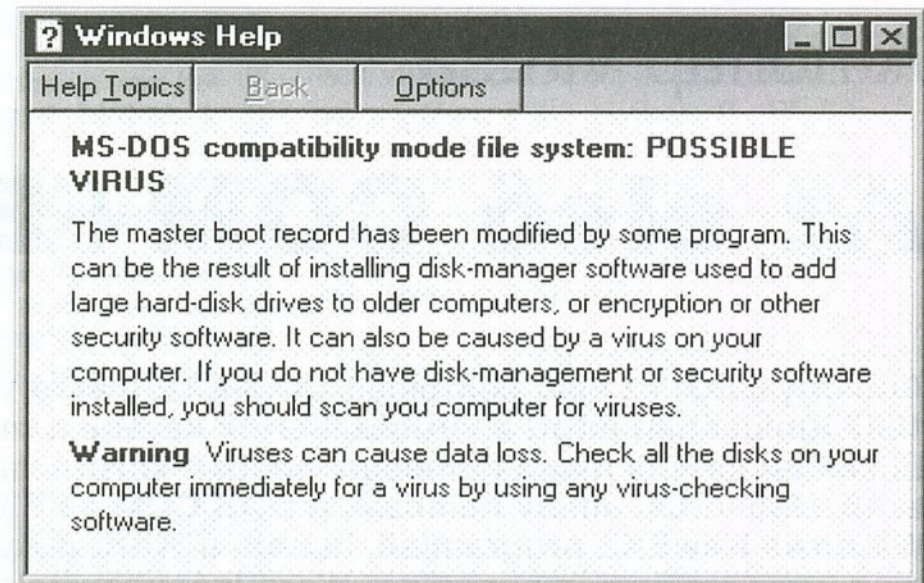 ? Windows Help
Help Topics Back Options
MS-DOS compatibility mode file system: POSSIBLE
VIRUS
The master boot record has been modified by some program. This
can be the result of installing disk-manager software used to add
large hard-disk drives to older computers, or encryption or other
security software. It can also be caused by a virus on your
computer. If you do not have disk-management or security software
installed, you should scan you computer for viruses.
Warning Viruses can cause data loss. Check all the disks on your
computer immediately for a virus by using any virus-checking
software.